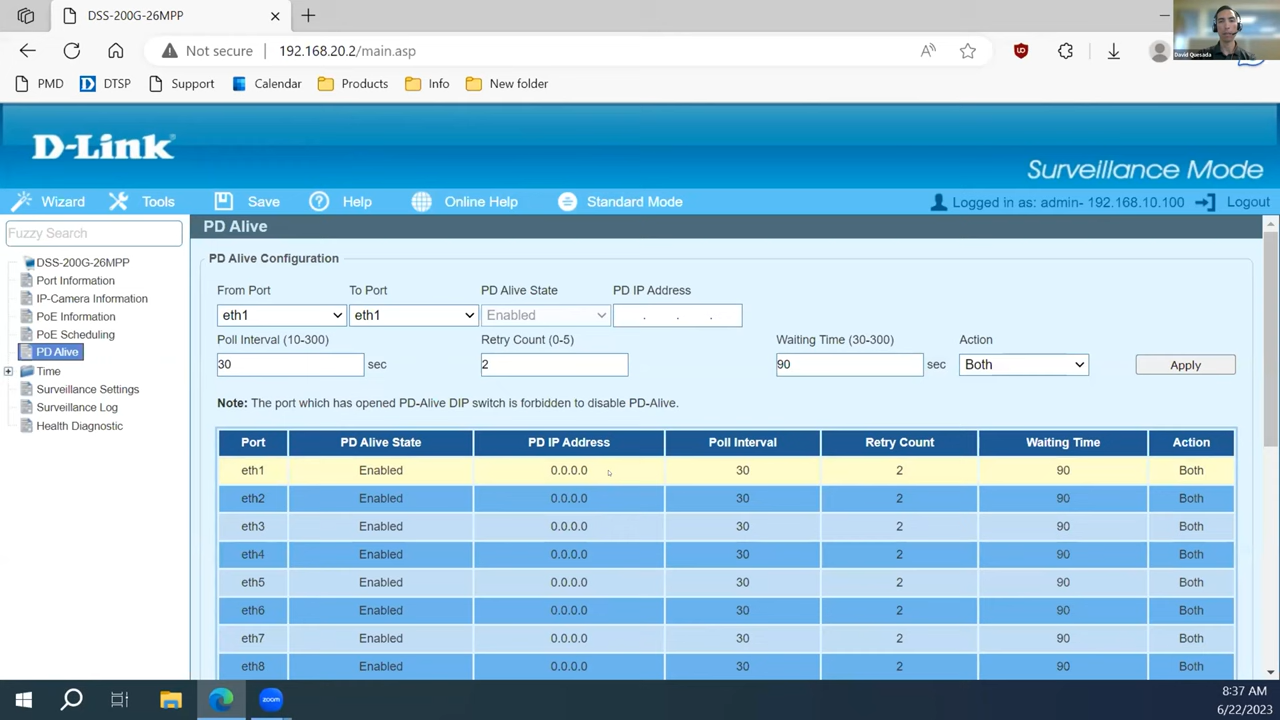 DSS-200G-26MPP
David Quesada
Not secure 192.168.20.2/main.asp
PMD DTSP Support Calendar Products Info New folder
D-Link
Surveillance Mode
Wizard Tools Save Help Online Help Standard Mode Logged in as: admin- 192.168.10.100 Logout
Fuzzy Search
DSS-200G-26MPP
Port Information
IP-Camera Information
PoE Information
PoE Scheduling
PD Alive
Time
Surveillance Settings
Surveillance Log
Health Diagnostic
PD Alive
PD Alive Configuration
From Port To Port PD Alive State PD IP Address
eth1 eth1 Enabled . . .
Poll Interval (10-300) Retry Count (0-5) Waiting Time (30-300) Action
30 sec 2 90 sec Both Apply
Note: The port which has opened PD-Alive DIP switch is forbidden to disable PD-Alive.
Port PD Alive State PD IP Address Poll Interval Retry Count Waiting Time Action
eth1 Enabled 0.0.0.0 30 2 90 Both
eth2 Enabled 0.0.0.0 30 2 90 Both
eth3 Enabled 0.0.0.0 30 2 90 Both
eth4 Enabled 0.0.0.0 30 2 90 Both
eth5 Enabled 0.0.0.0 30 2 90 Both
eth6 Enabled 0.0.0.0 30 2 90 Both
eth7 Enabled 0.0.0.0 30 2 90 Both
eth8 Enabled 0.0.0.0 30 2 90 Both
zoom
8:37 AM
6/22/2023